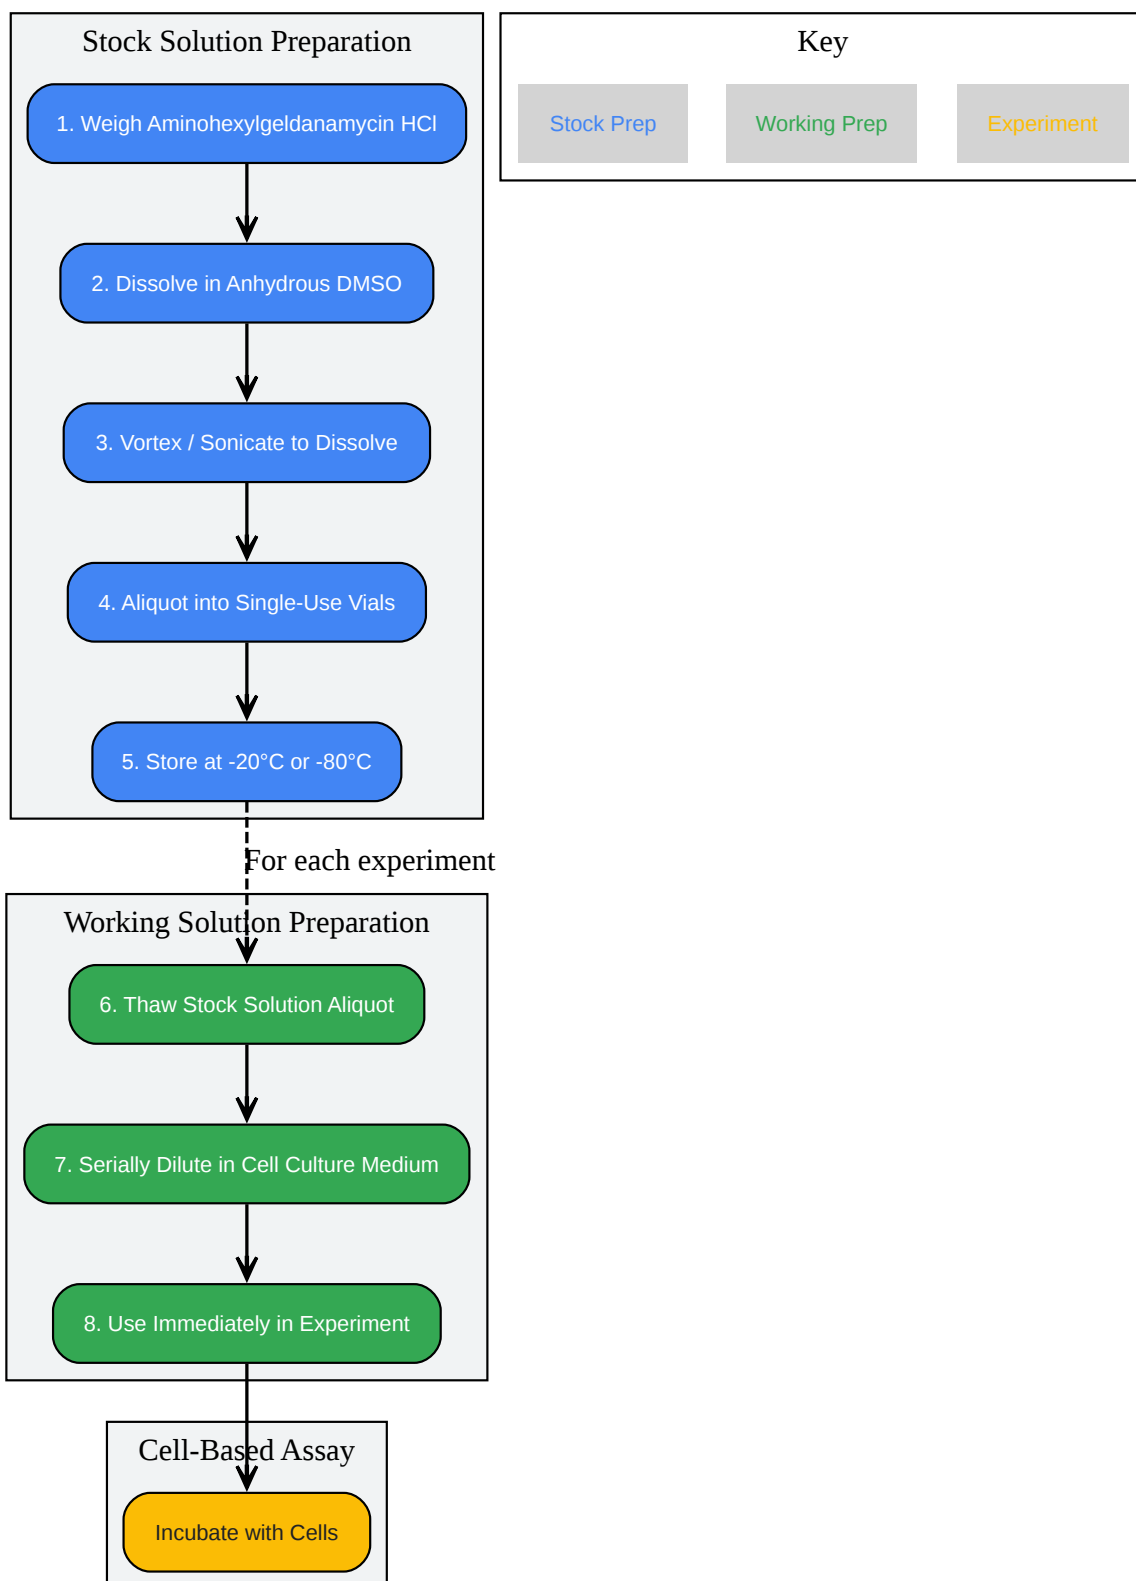 Stock Solution Preparation
1. Weigh Aminohexylgeldanamycin HCl
2. Dissolve in Anhydrous DMSO
3. Vortex / Sonicate to Dissolve
4. Aliquot into Single-Use Vials
5. Store at -20°C or -80°C
For each experiment
Working Solution Preparation
6. Thaw Stock Solution Aliquot
7. Serially Dilute in Cell Culture Medium
8. Use Immediately in Experiment
Cell-Based Assay
Incubate with Cells
Key
Stock Prep
Working Prep
Experiment